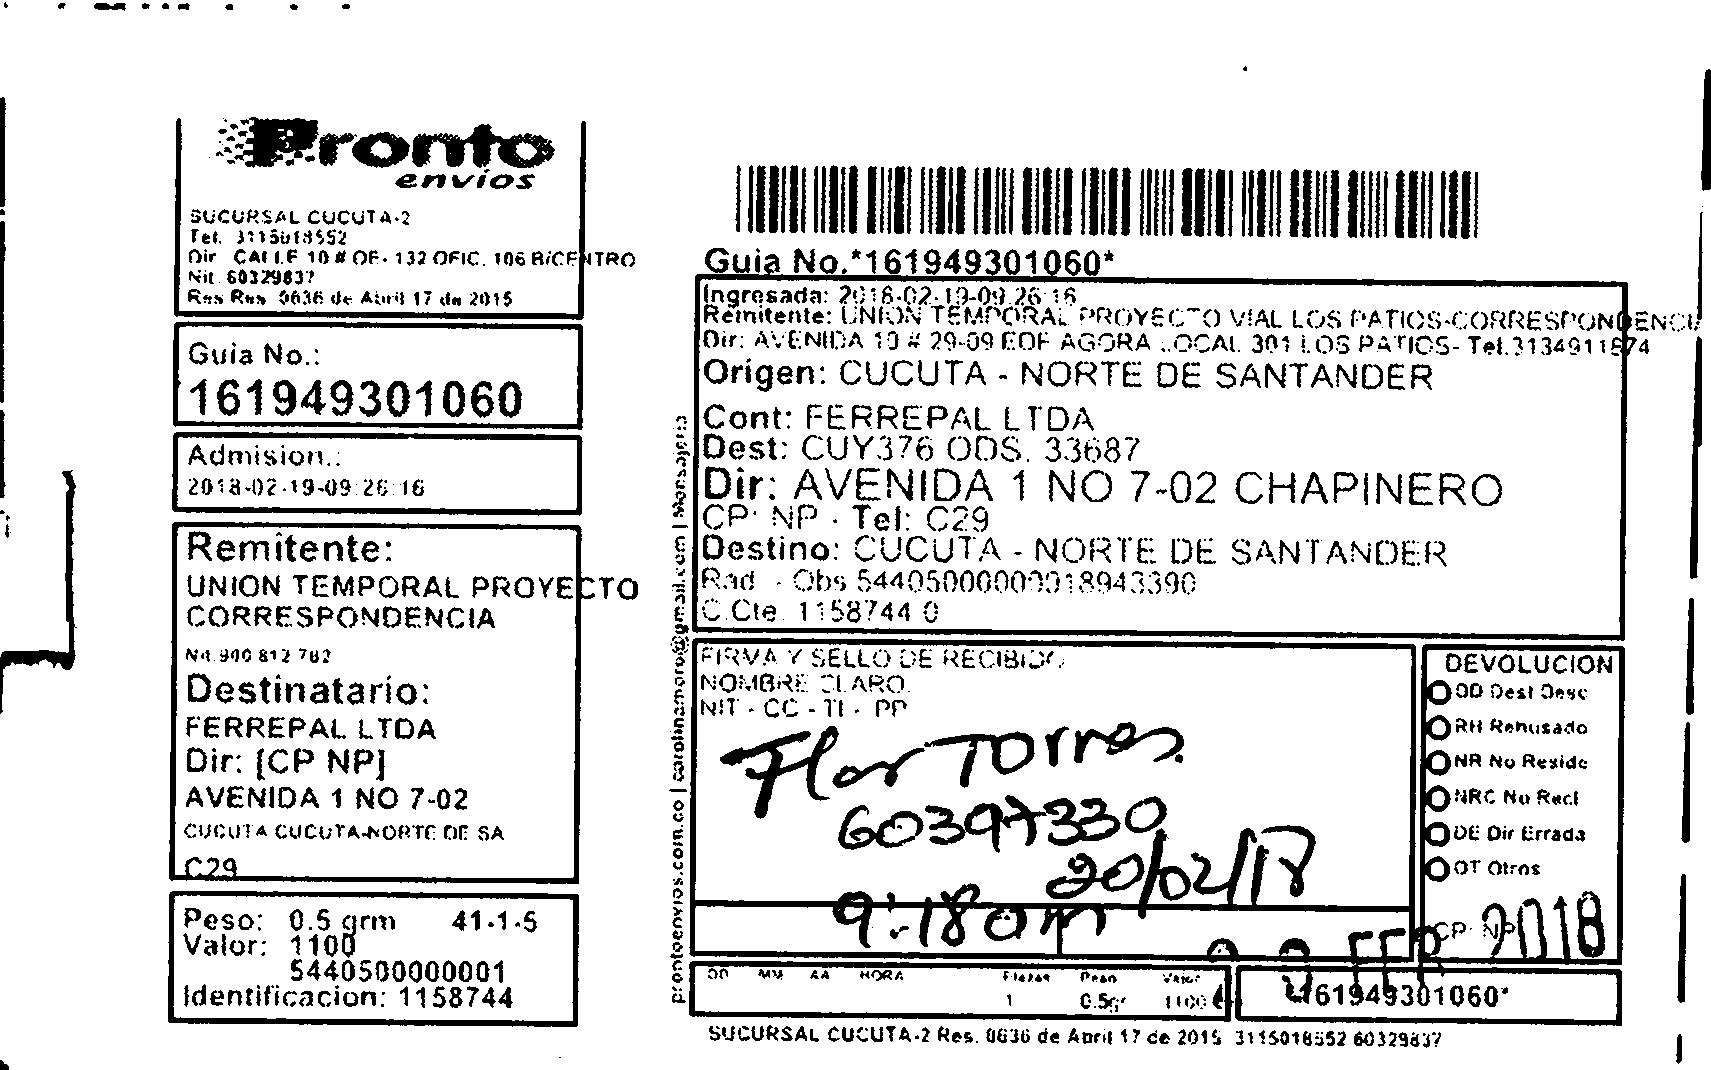 Pronto
envios
SUCURSAL CUCUTA-2
Tel. 3115018552
Dir CALLE 10 # OE- 132 OFIC. 106 B/CENTRO
Nit. 60329837
Res Res 0636 de Abril 17 de 2015
Guia No.:
161949301060
Admision.:
2018-02-19-09:26:16
Remitente:
UNION TEMPORAL PROYECTO
CORRESPONDENCIA
Nit.900 812 782
Destinatario:
FERREPAL LTDA
Dir: [CP NP]
AVENIDA 1 NO 7-02
CUCUTA CUCUTA-NORTE DE SA
C29
Peso: 0.5 grm 41-1-5
Valor: 1100
5440500000001
Identificacion: 1158744
prontoenvios.com.co | carolinamoro@gmail.com | Mensajero
Guia No.*161949301060*
Ingresada: 2018-02-19-09:26:16
Remitente: UNION TEMPORAL PROYECTO VIAL LOS PATIOS-CORRESPONDENCIA
Dir: AVENIDA 10 # 29-09 EDF AGORA LOCAL 301 LOS PATIOS- Tel.3134911574
Origen: CUCUTA - NORTE DE SANTANDER
Cont: FERREPAL LTDA
Dest: CUY376 ODS. 33687
Dir: AVENIDA 1 NO 7-02 CHAPINERO
CP: NP - Tel: C29
Destino: CUCUTA - NORTE DE SANTANDER
Rad. - Obs 54405000000018943390
C.Cte. 1158744 0
FIRMA Y SELLO DE RECIBIDO
NOMBRE CLARO.
NIT - CC - TI - PP
Flor Torres.
60397330
20/02/18
9:18 am
DEVOLUCION
DD Dest Desc
RH Rehusado
NR No Reside
NRC No Recl
DE Dir Errada
OT Otros
CP: NP
FEB 2018
DD MM AA HORA Piezas Peso Valor
1 0.5gr 1100
*161949301060*
SUCURSAL CUCUTA-2 Res. 0636 de Abril 17 de 2015 3115018552 60329837